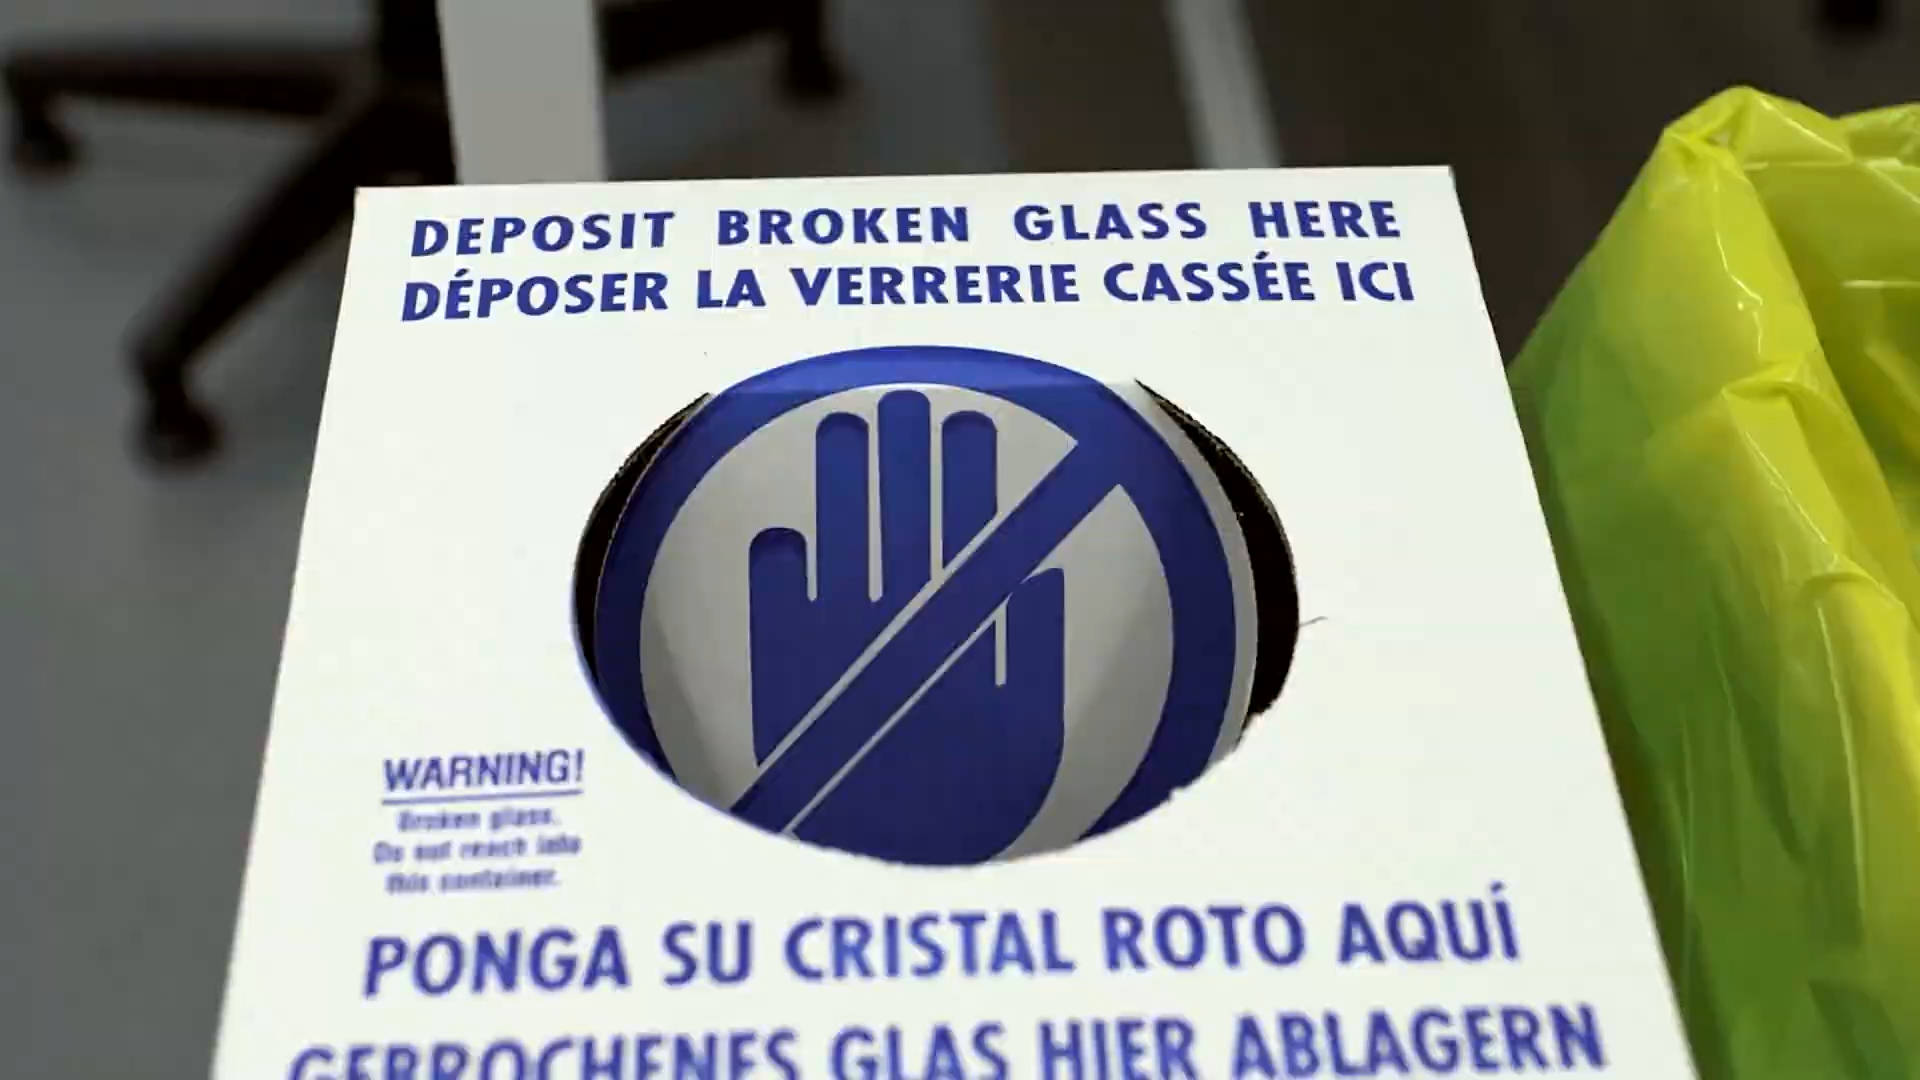 DEPOSIT BROKEN GLASS HERE
DÉPOSER LA VERRERIE CASSÉE ICI
WARNING!
Broken glass.
Do not reach into
this container.
PONGA SU CRISTAL ROTO AQUÍ
GEBROCHENES GLAS HIER ABLAGERN